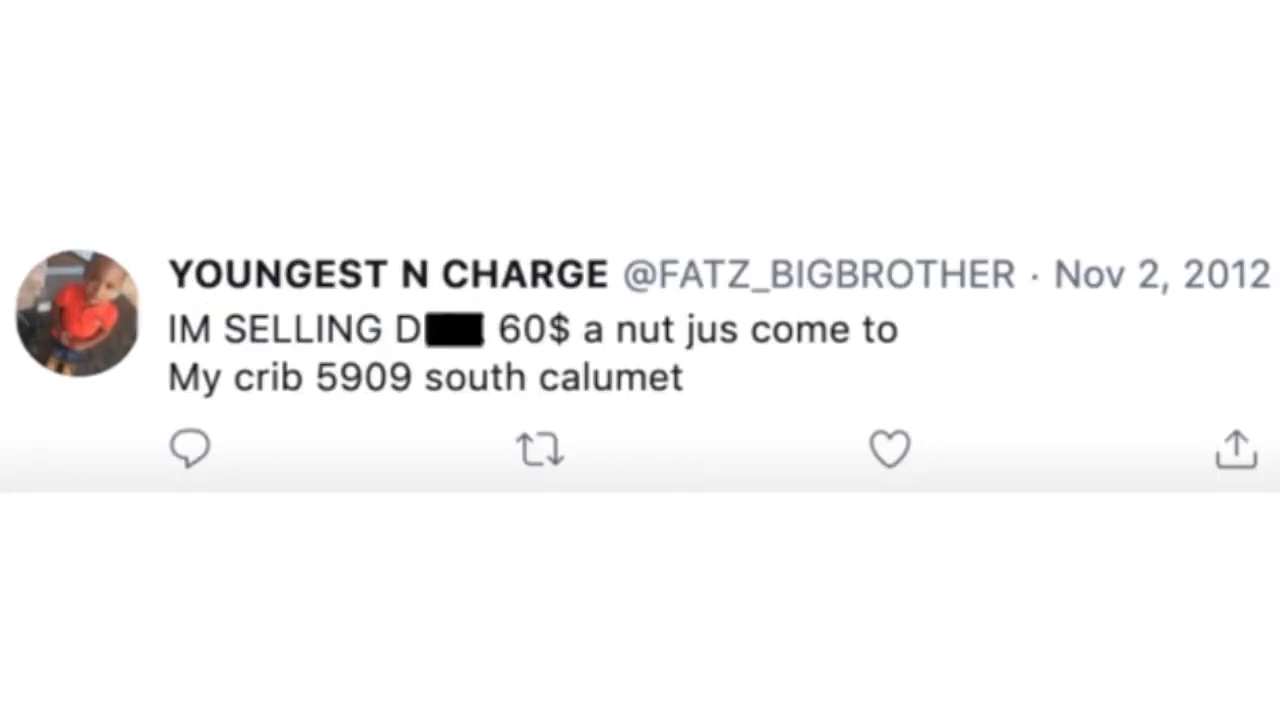 YOUNGEST N CHARGE @FATZ_BIGBROTHER · Nov 2, 2012
IM SELLING D 60$ a nut jus come to
My crib 5909 south calumet